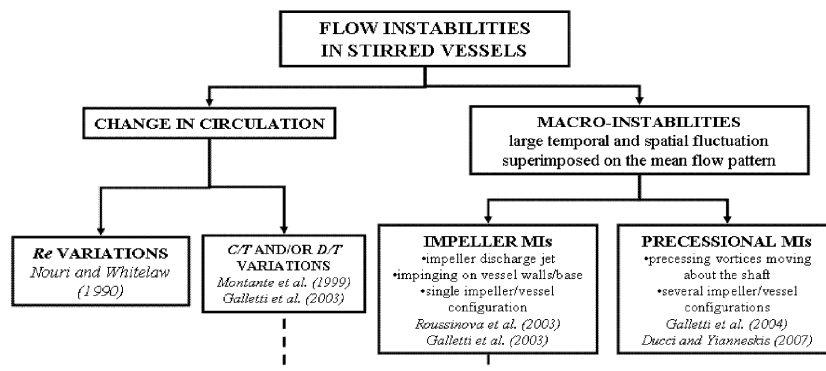 FLOW INSTABILITIES
IN STIRRED VESSELS
CHANGE IN CIRCULATION
MACRO-INSTABILITIES
large temporal and spatial fluctuation
superimposed on the mean flow pattern
Re VARIATIONS
Nouri and Whitelaw
(1990)
C/T AND/OR D/T
VARIATIONS
Montante et al. (1999)
Galletti et al. (2003)
IMPELLER MIs
•impeller discharge jet
•impinging on vessel walls/base
•single impeller/vessel
configuration
Roussinova et al. (2003)
Galletti et al. (2003)
PRECESSIONAL MIs
•precessing vortices moving
about the shaft
•several impeller/vessel
configurations
Galletti et al. (2004)
Ducci and Yianneskis (2007)